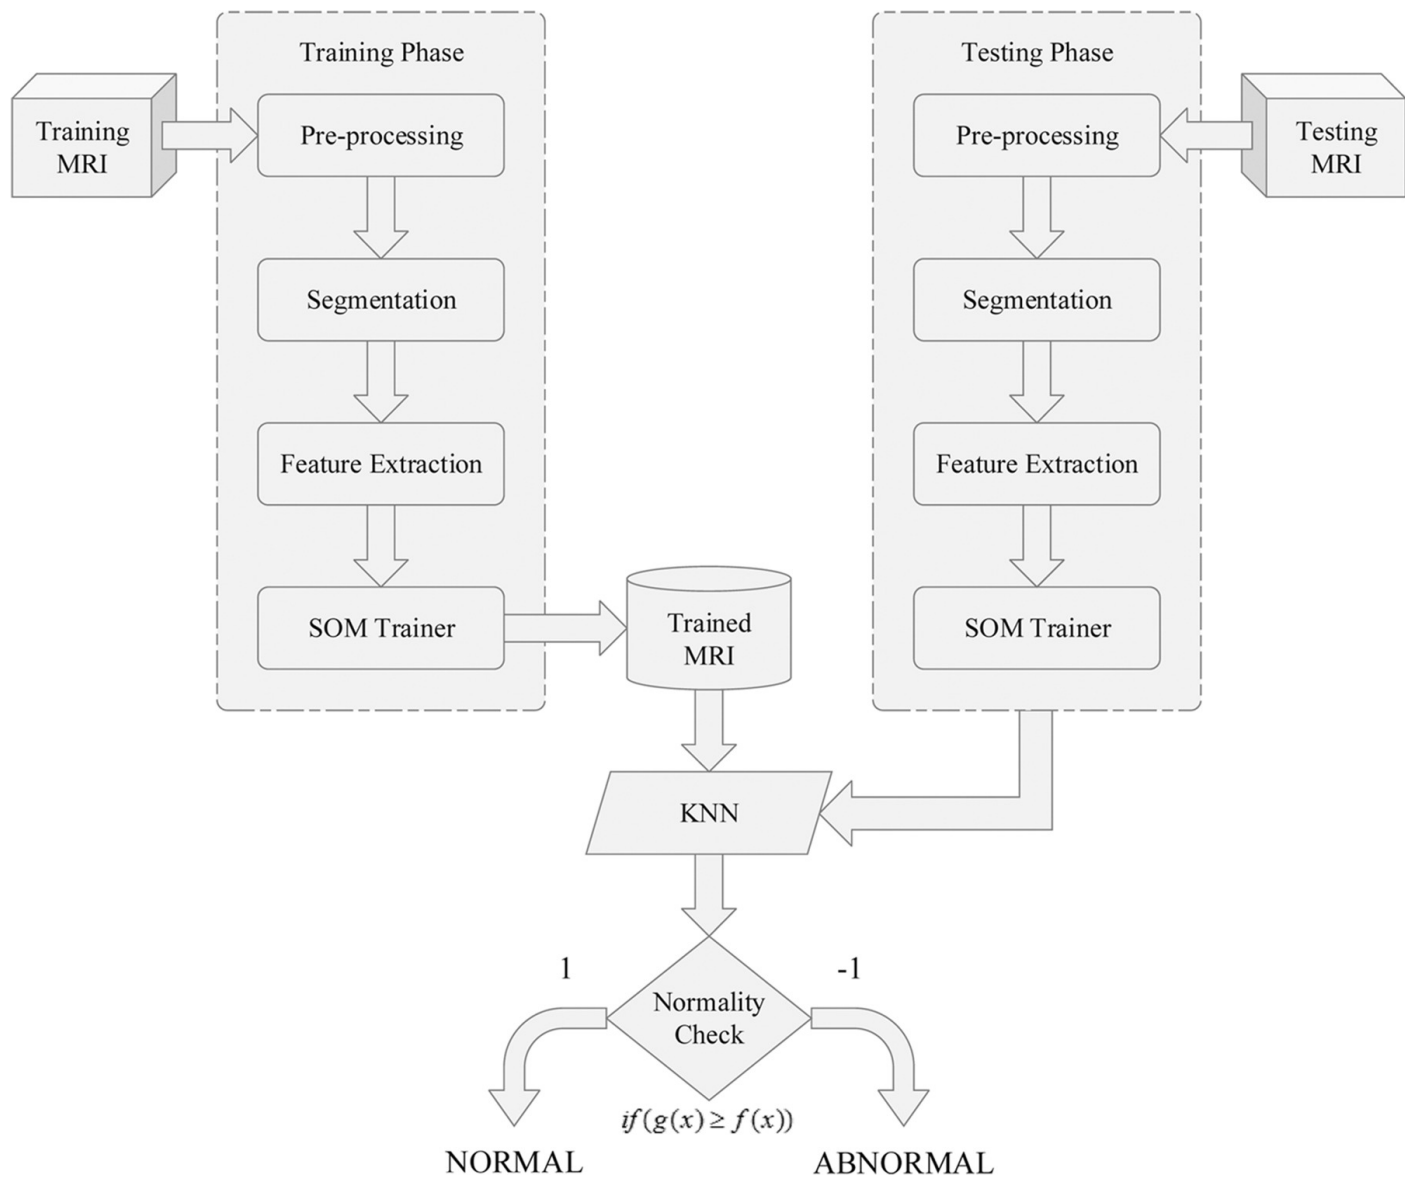 Training Phase
Testing Phase
Training
MRI
Pre-processing
Pre-processing
Testing
MRI
Segmentation
Segmentation
Feature Extraction
Feature Extraction
SOM Trainer
Trained
MRI
SOM Trainer
KNN
1
-1
Normality
Check
if(g(x) ≥ f(x))
NORMAL
ABNORMAL